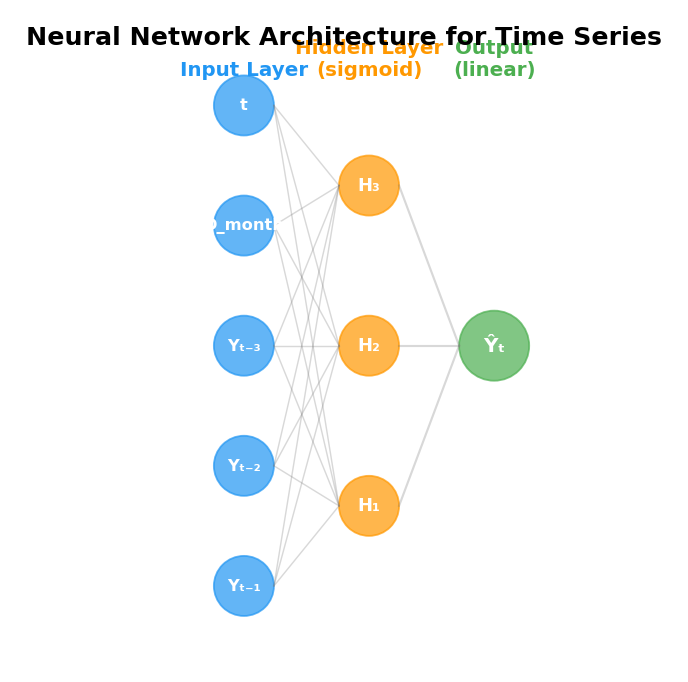 Neural Network Architecture for Time Series
Input Layer
Hidden Layer
(sigmoid)
Output
(linear)
t
D_month
Yₜ₋₃
Yₜ₋₂
Yₜ₋₁
H₃
H₂
H₁
Ŷₜ